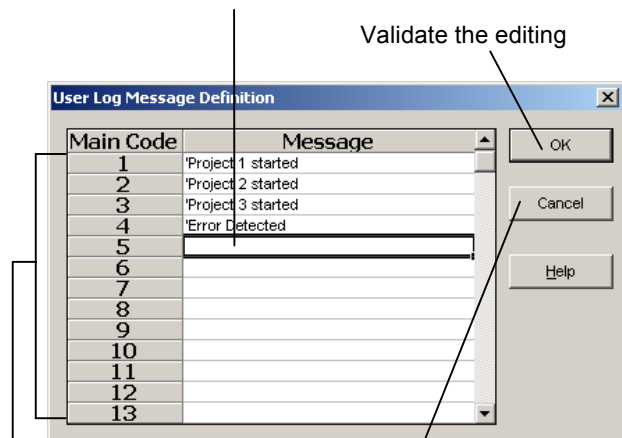 Validate the editing
User Log Message Definition
Main Code Message
1 'Project 1 started
2 'Project 2 started
3 'Project 3 started
4 'Error Detected
5
6
7
8
9
10
11
12
13
OK
Cancel
Help